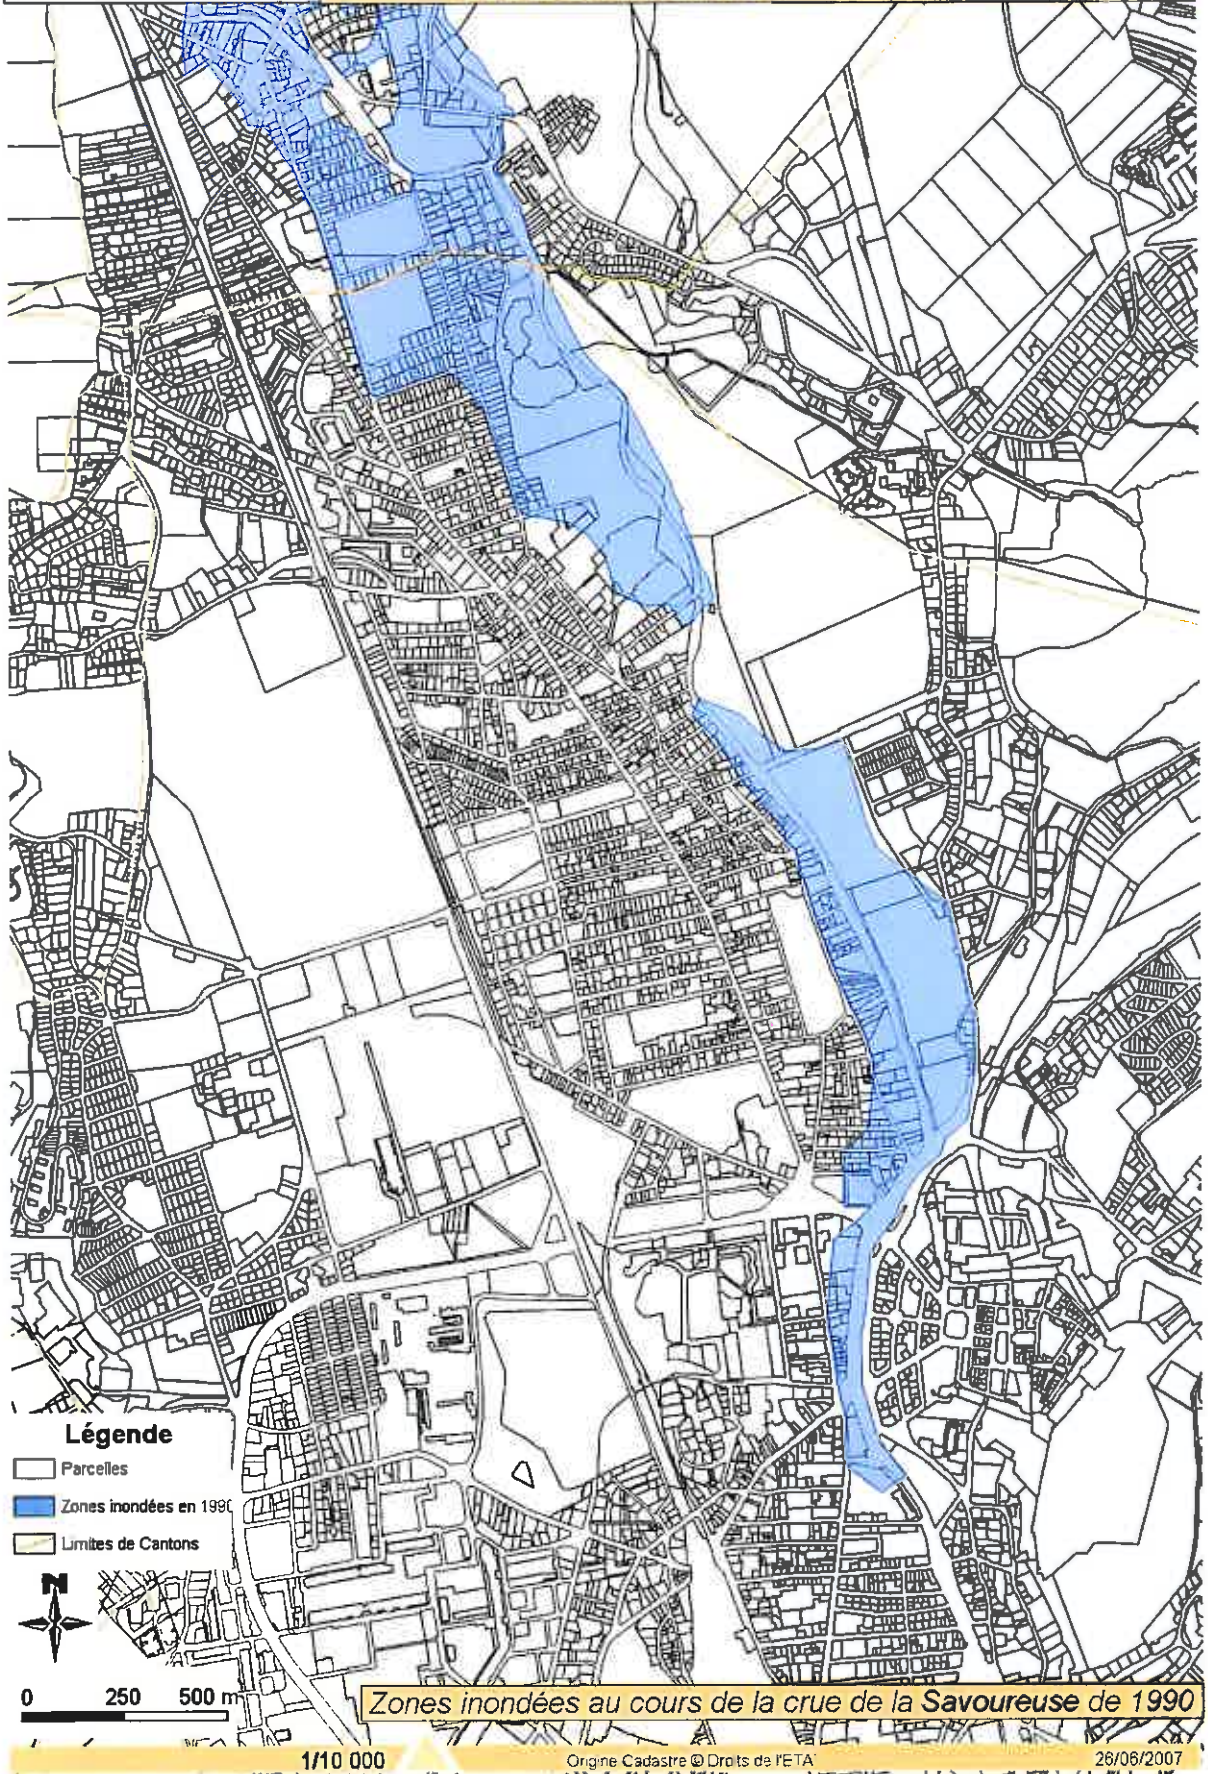 Légende
Parcelles
Zones inondées en 1990
Limites de Cantons
N
0 250 500 m
Zones inondées au cours de la crue de la Savoureuse de 1990
1/10 000
Origine Cadastre © Droits de l'ETA
26/06/2007